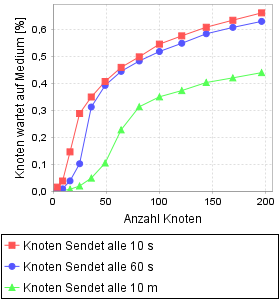 Knoten wartet auf Medium [%]
0,6
0,5
0,4
0,3
0,2
0,1
0,0
0,0 50 100 150 200
Anzahl Knoten
Knoten Sendet alle 10 s
Knoten Sendet alle 60 s
Knoten Sendet alle 10 m